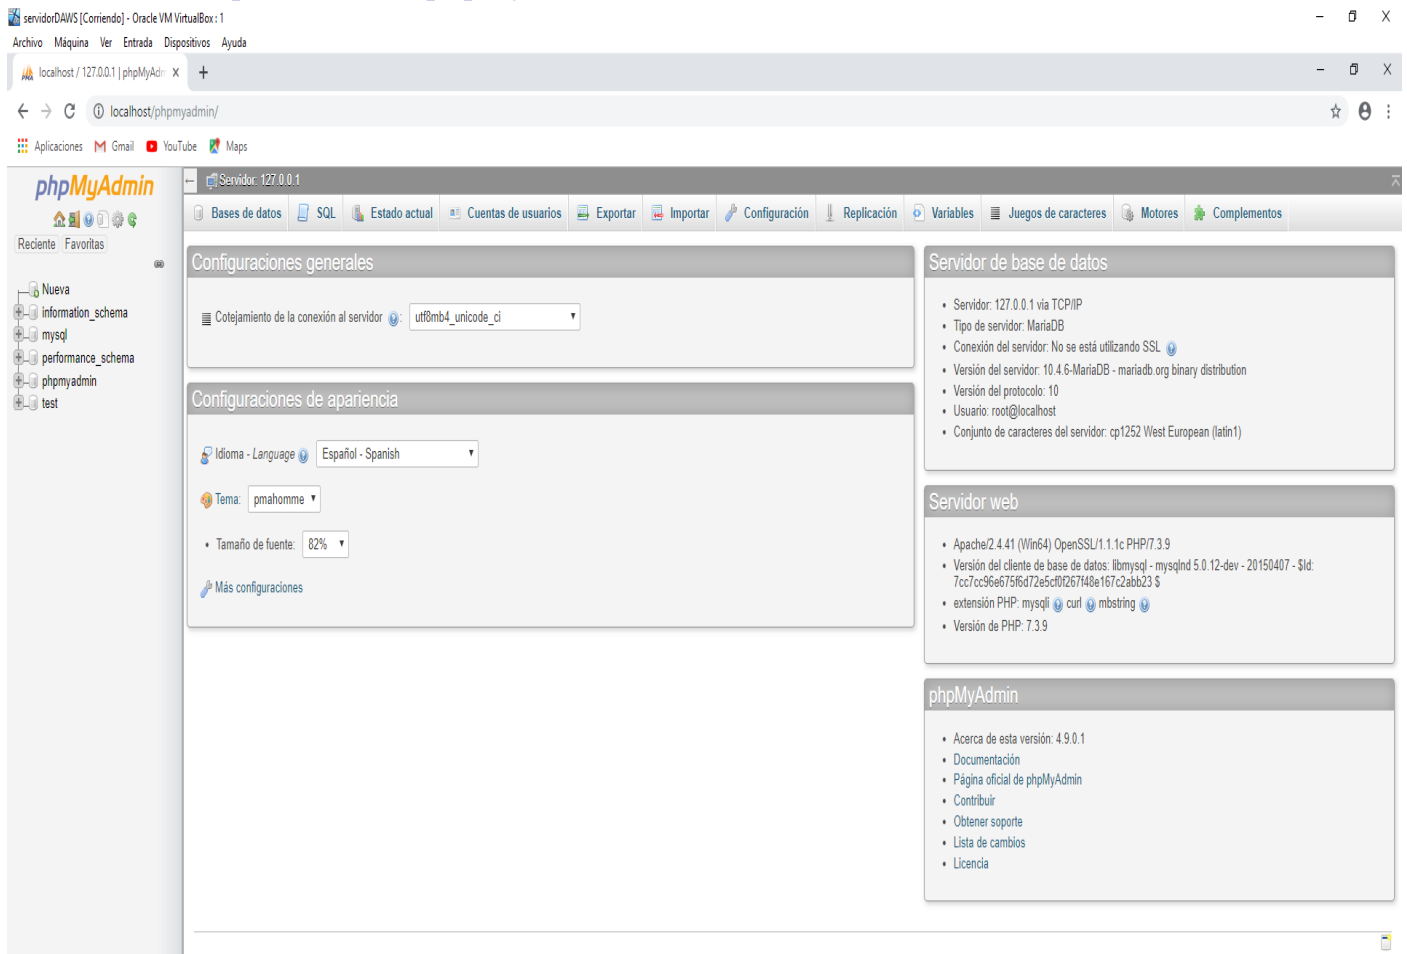 servidorDAWS [Corriendo] - Oracle VM VirtualBox : 1
Archivo Máquina Ver Entrada Dispositivos Ayuda
localhost / 127.0.0.1 | phpMyAdm
localhost/phpmyadmin/
Aplicaciones Gmail YouTube Maps
phpMyAdmin
Reciente Favoritas
Nueva
information_schema
mysql
performance_schema
phpmyadmin
test
Servidor: 127.0.0.1
Bases de datos SQL Estado actual Cuentas de usuarios Exportar Importar Configuración Replicación Variables Juegos de caracteres Motores Complementos
Configuraciones generales
Cotejamiento de la conexión al servidor : utf8mb4_unicode_ci
Configuraciones de apariencia
Idioma - Language Español - Spanish
Tema: pmahomme
• Tamaño de fuente: 82%
Más configuraciones
Servidor de base de datos
• Servidor: 127.0.0.1 via TCP/IP
• Tipo de servidor: MariaDB
• Conexión del servidor: No se está utilizando SSL
• Versión del servidor: 10.4.6-MariaDB - mariadb.org binary distribution
• Versión del protocolo: 10
• Usuario: root@localhost
• Conjunto de caracteres del servidor: cp1252 West European (latin1)
Servidor web
• Apache/2.4.41 (Win64) OpenSSL/1.1.1c PHP/7.3.9
• Versión del cliente de base de datos: libmysql - mysqlnd 5.0.12-dev - 20150407 - $Id:
7cc7cc96e675f6d72e5cf0f267f48e167c2abb23 $
• extensión PHP: mysqli curl mbstring
• Versión de PHP: 7.3.9
phpMyAdmin
• Acerca de esta versión: 4.9.0.1
• Documentación
• Página oficial de phpMyAdmin
• Contribuir
• Obtener soporte
• Lista de cambios
• Licencia